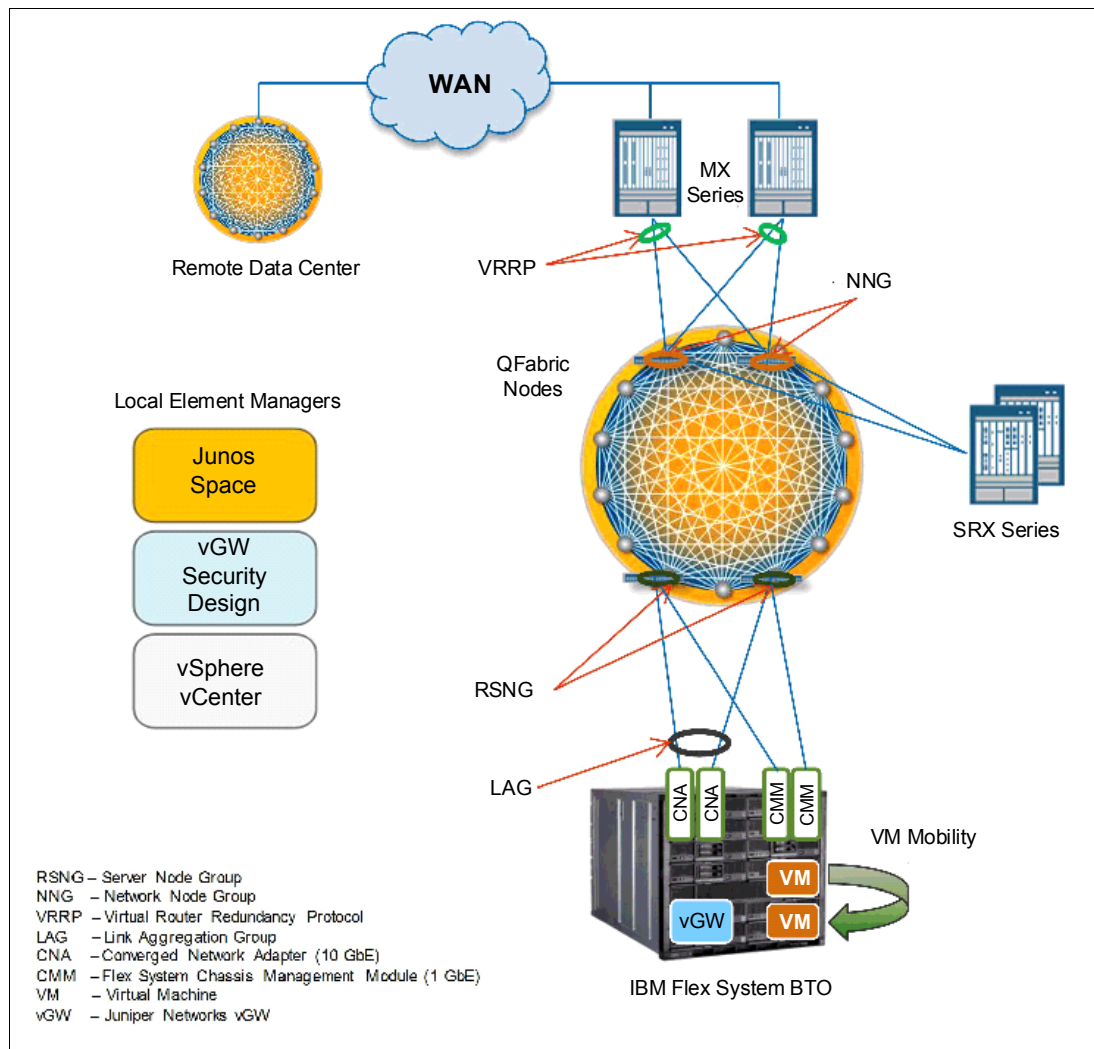 WAN
MX
Series
Remote Data Center
VRRP
NNG
QFabric
Nodes
Local Element Managers
Junos
Space
vGW
Security
Design
vSphere
vCenter
SRX Series
RSNG
LAG
CNA
CNA
CMM
CMM
VM Mobility
VM
vGW
VM
IBM Flex System BTO
RSNG – Server Node Group
NNG – Network Node Group
VRRP – Virtual Router Redundancy Protocol
LAG – Link Aggregation Group
CNA – Converged Network Adapter (10 GbE)
CMM – Flex System Chassis Management Module (1 GbE)
VM – Virtual Machine
vGW – Juniper Networks vGW